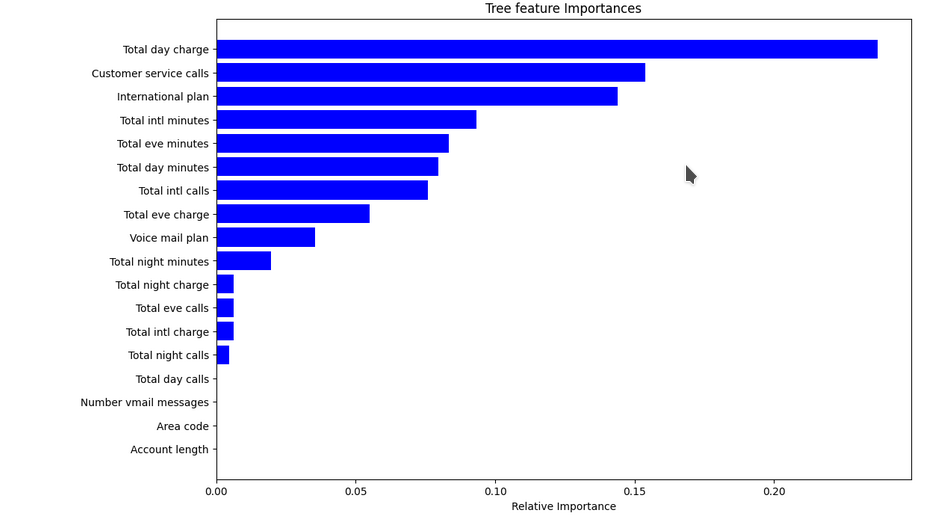 Tree feature Importances
Total day charge
Customer service calls
International plan
Total intl minutes
Total eve minutes
Total day minutes
Total intl calls
Total eve charge
Voice mail plan
Total night minutes
Total night charge
Total eve calls
Total intl charge
Total night calls
Total day calls
Number vmail messages
Area code
Account length
0.00 0.05 0.10 0.15 0.20
Relative Importance